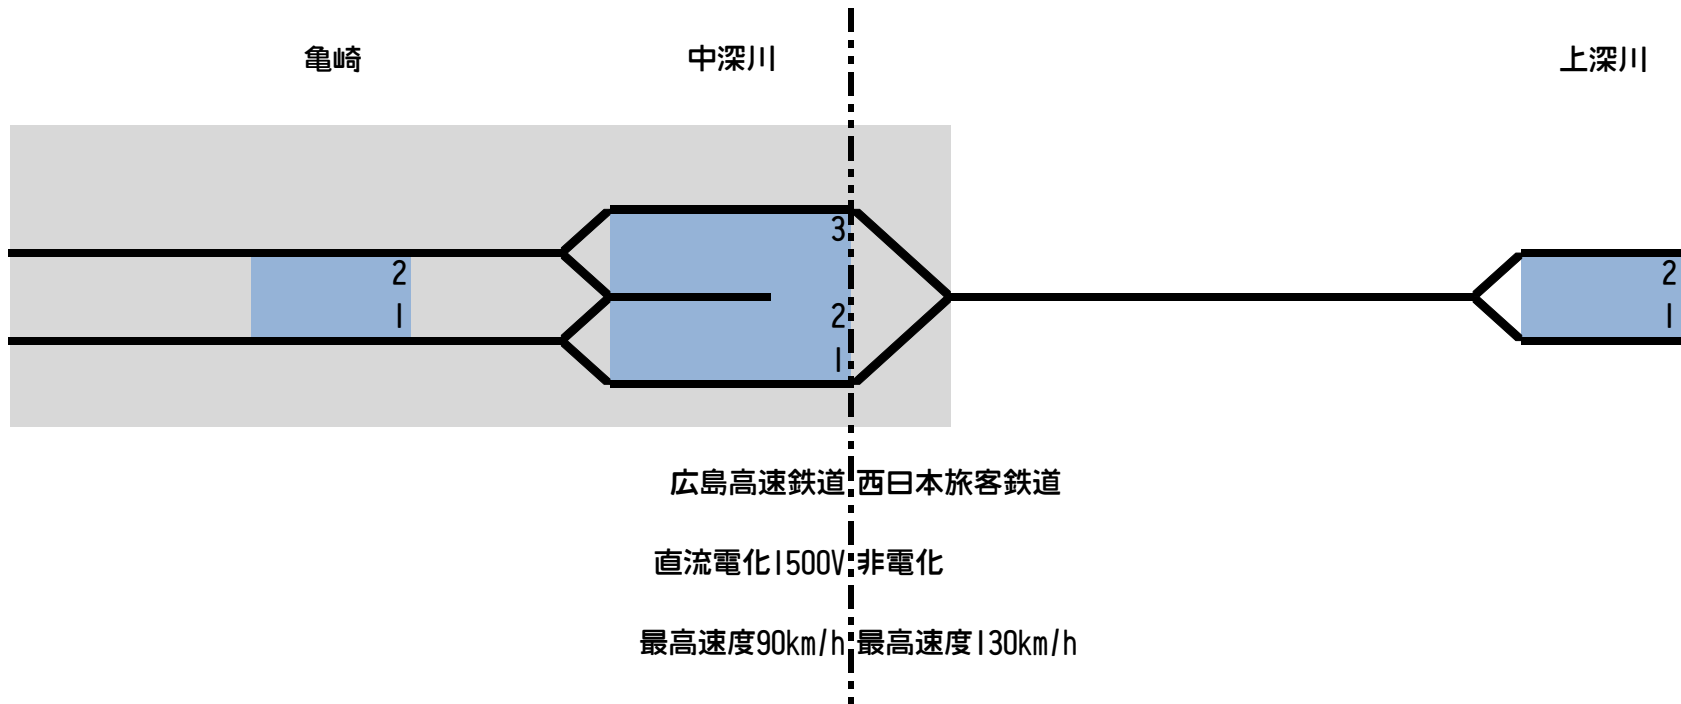 亀崎
中深川
上深川
3
2
2
1
2
1
1
広島高速鉄道
西日本旅客鉄道
直流電化1500V
非電化
最高速度90km/h
最高速度130km/h